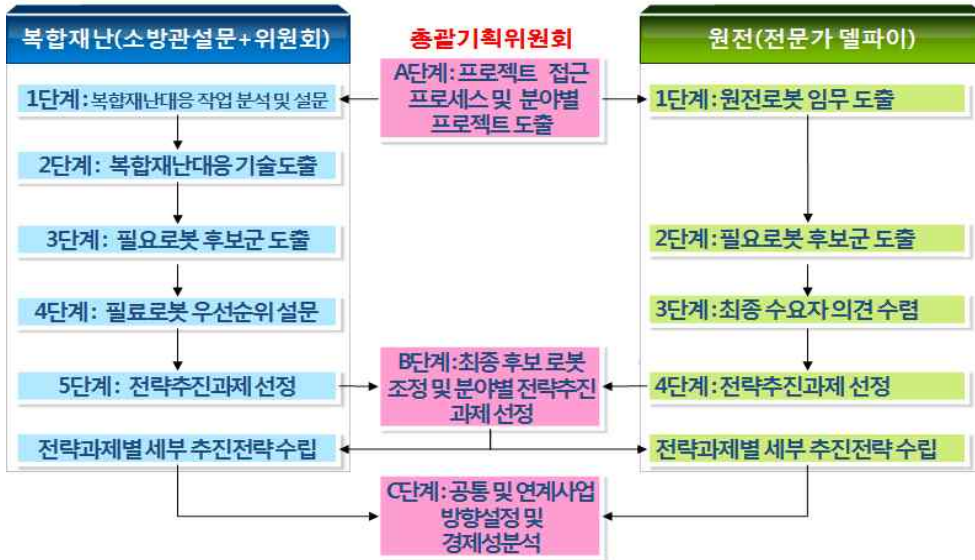 복합재난(소방관설문+위원회)
1단계:복합재난대응 작업 분석 및 설문
2단계: 복합재난대응 기술도출
3단계: 필요로봇 후보군 도출
4단계: 필료로봇 우선순위 설문
5단계: 전략추진과제 선정
전략과제별 세부 추진전략 수립
총괄기획위원회
A단계:프로젝트 접근
프로세스 및 분야별
프로젝트 도출
B단계:최종 후보 로봇
조정 및 분야별 전략추진
과제 선정
C단계:공통 및 연계사업
방향설정 및
경제성분석
원전(전문가 델파이)
1단계:원전로봇 임무 도출
2단계:필요로봇 후보군 도출
3단계:최종 수요자 의견 수렴
4단계:전략추진과제 선정
전략과제별 세부 추진전략 수립